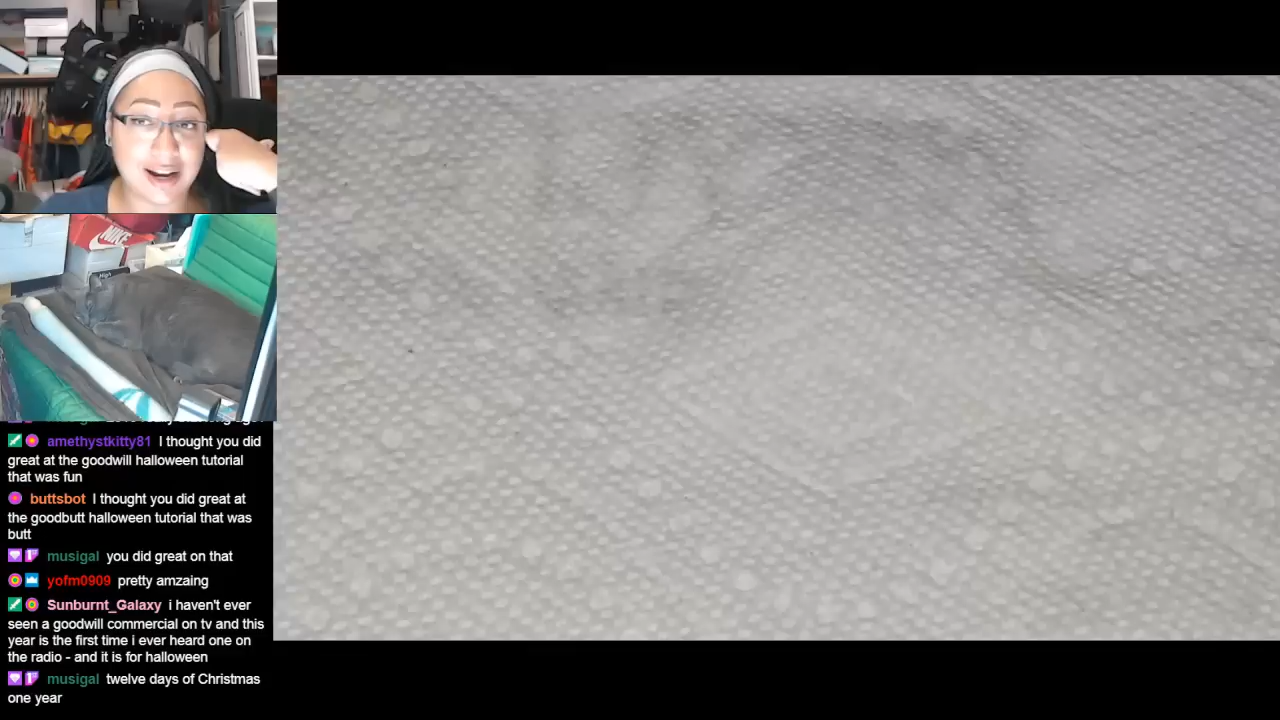 NIKE
High
amethystkitty81 I thought you did
great at the goodwill halloween tutorial
that was fun
buttsbot I thought you did great at
the goodbutt halloween tutorial that was
butt
musigal you did great on that
yofm0909 pretty amzaing
Sunburnt_Galaxy i haven't ever
seen a goodwill commercial on tv and this
year is the first time i ever heard one on
the radio - and it is for halloween
musigal twelve days of Christmas
one year